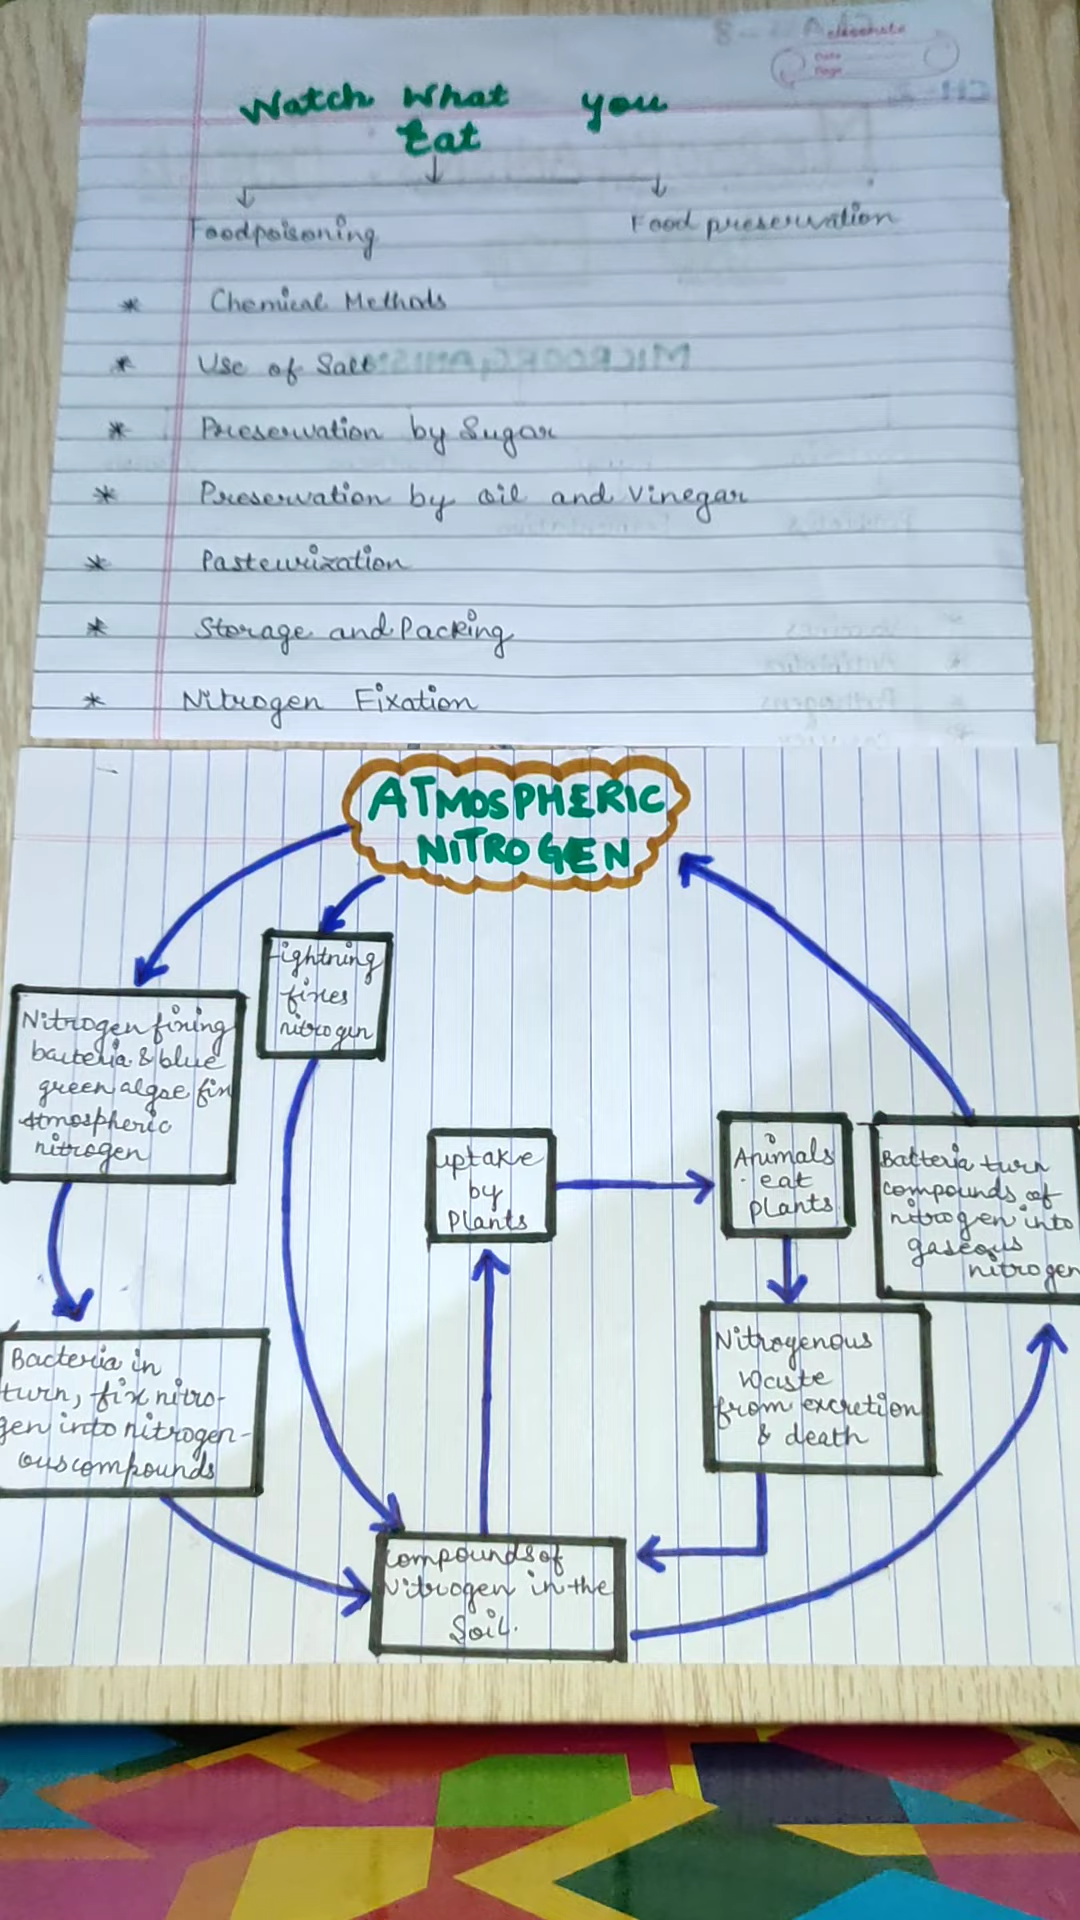 classmate
Date
Page
Watch What you
Eat
Foodpoisoning
Food preservation
* Chemical Methods
* Use of Salt
* Preservation by Sugar
* Preservation by oil and Vinegar
* Pasteurization
* Storage and Packing
* Nitrogen Fixation
ATMOSPHERIC
NITROGEN
Lightning
fixes
nitrogen
Nitrogen fixing
bacteria & blue
green algae fix
Atmospheric
nitrogen
uptake
by
Plants
Animals
eat
plants
Bacteria turn
compounds of
nitrogen into
gaseous
nitrogen
Bacteria in
turn, fix nitro-
gen into nitrogen-
ous compounds
Nitrogenous
waste
from excretion
& death
Compounds of
Nitrogen in the
Soil.